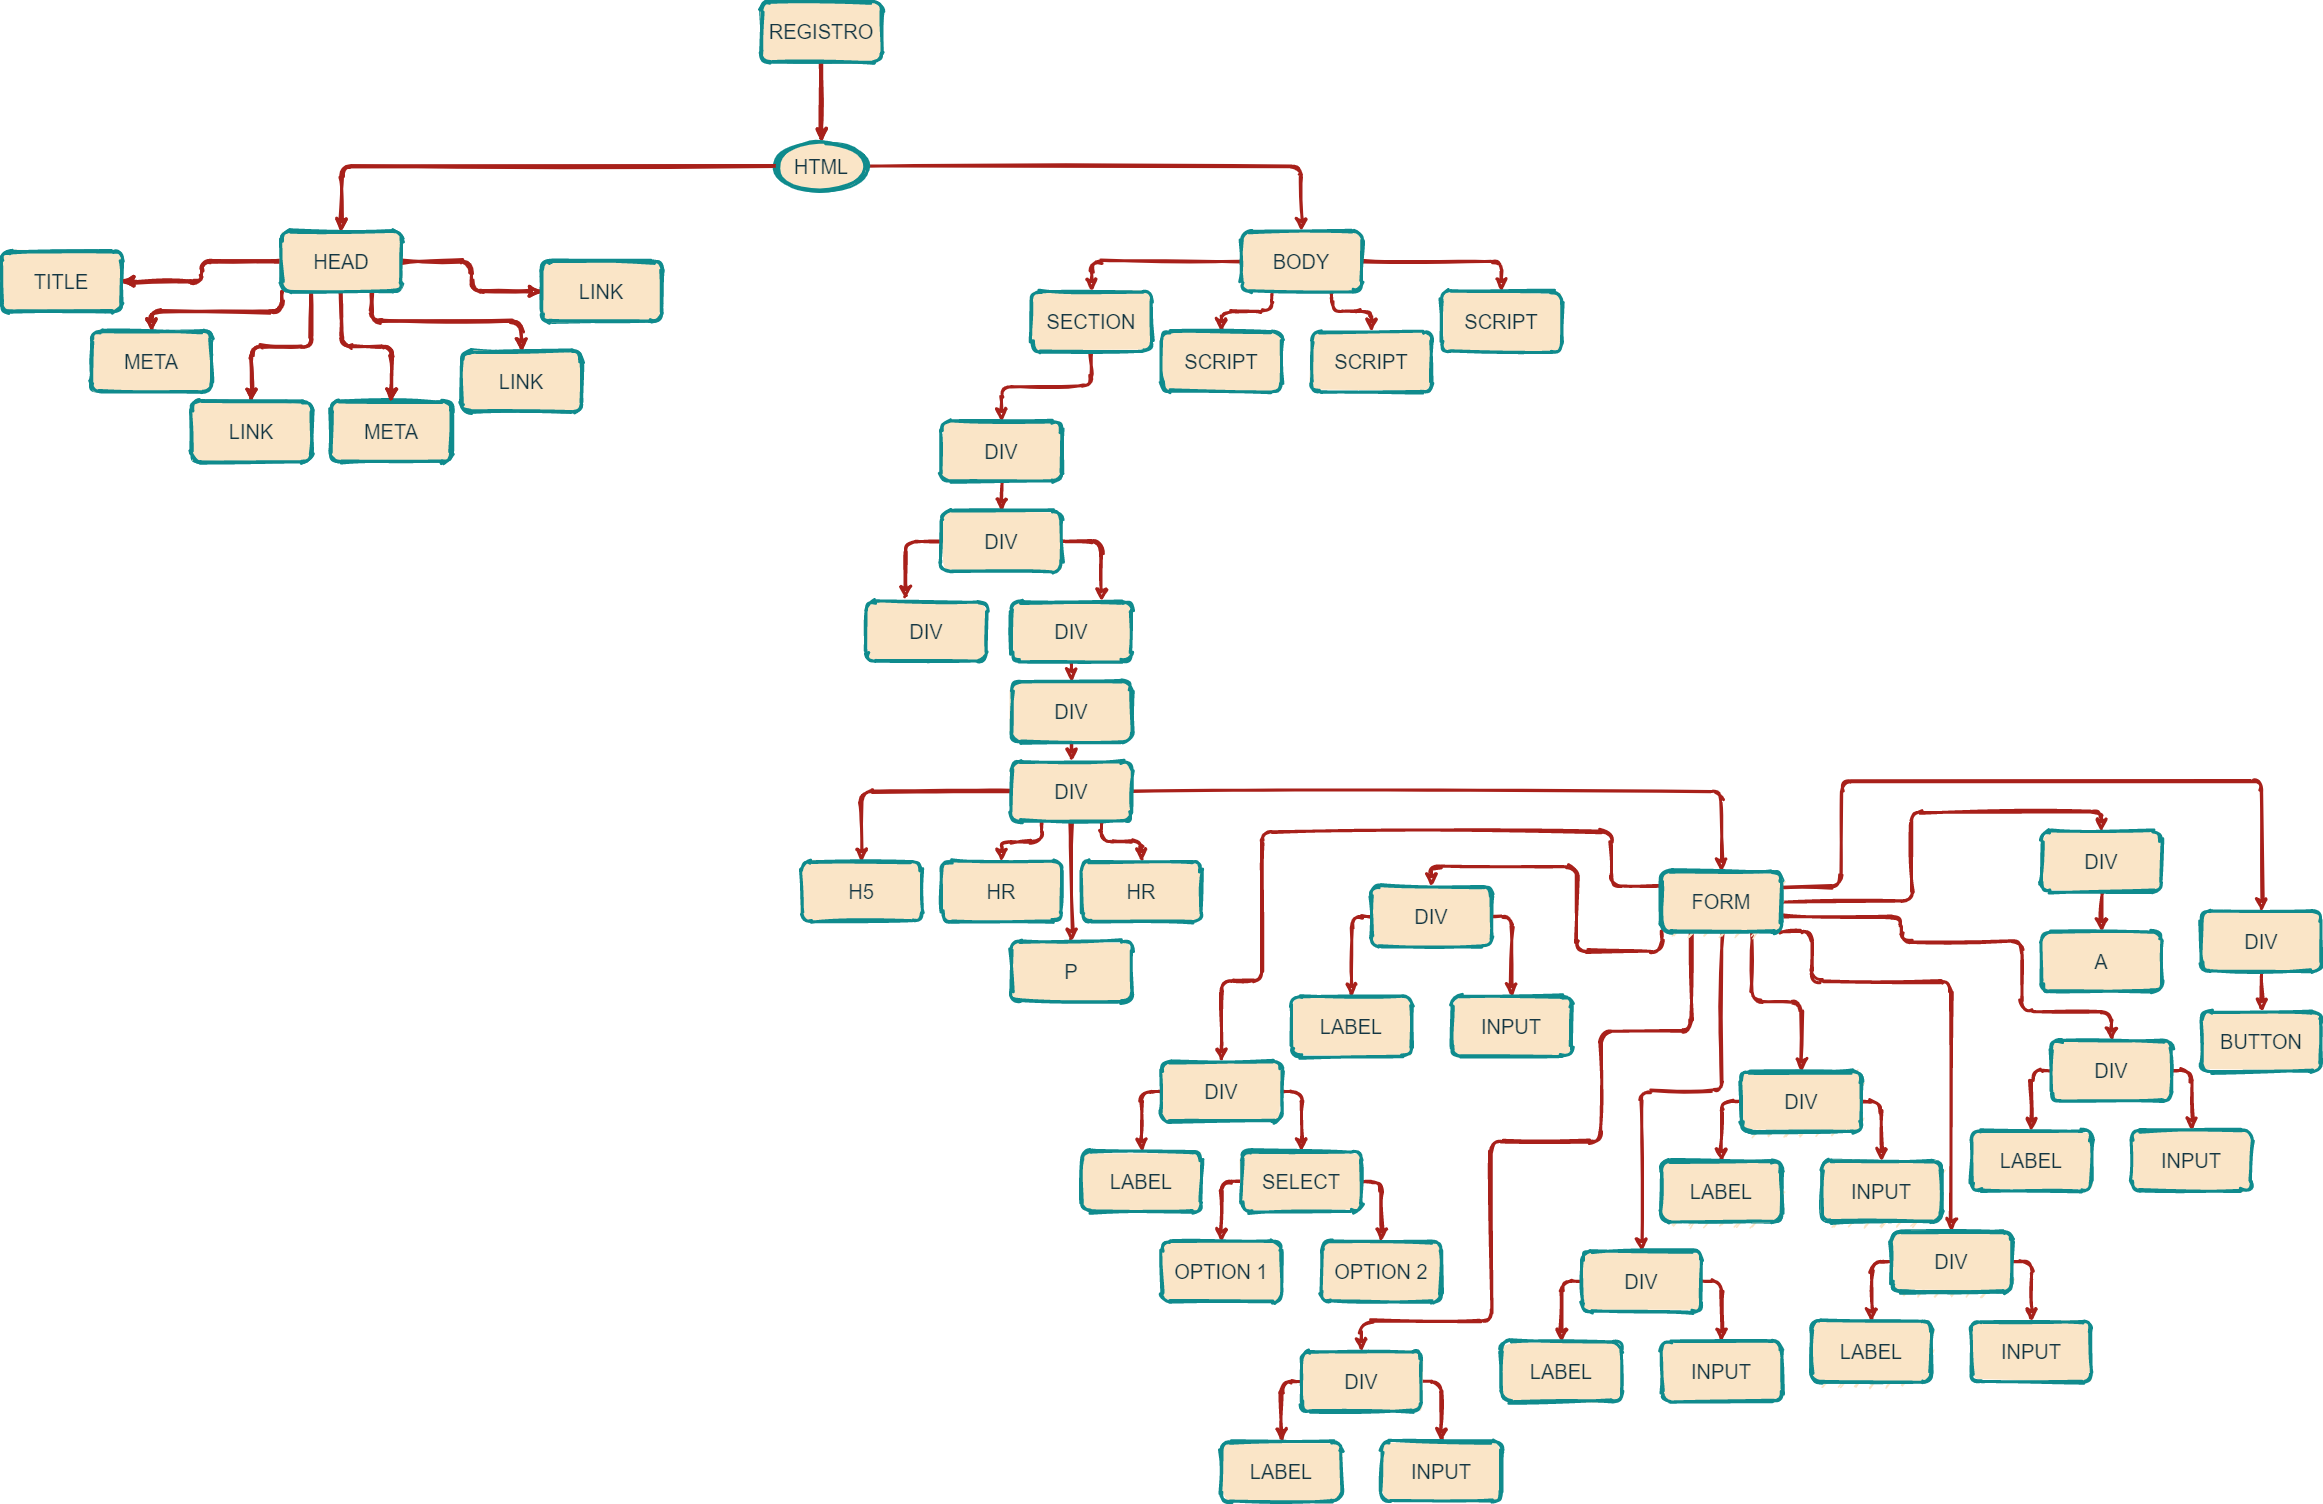 REGISTRO
HTML
HEAD
BODY
TITLE
LINK
SECTION
SCRIPT
META
SCRIPT
SCRIPT
LINK
LINK
META
DIV
DIV
DIV
DIV
DIV
DIV
H5
HR
HR
P
FORM
DIV
DIV
DIV
A
LABEL
INPUT
BUTTON
DIV
DIV
DIV
LABEL
SELECT
LABEL
INPUT
LABEL
INPUT
OPTION 1
OPTION 2
DIV
DIV
LABEL
INPUT
LABEL
INPUT
DIV
LABEL
INPUT